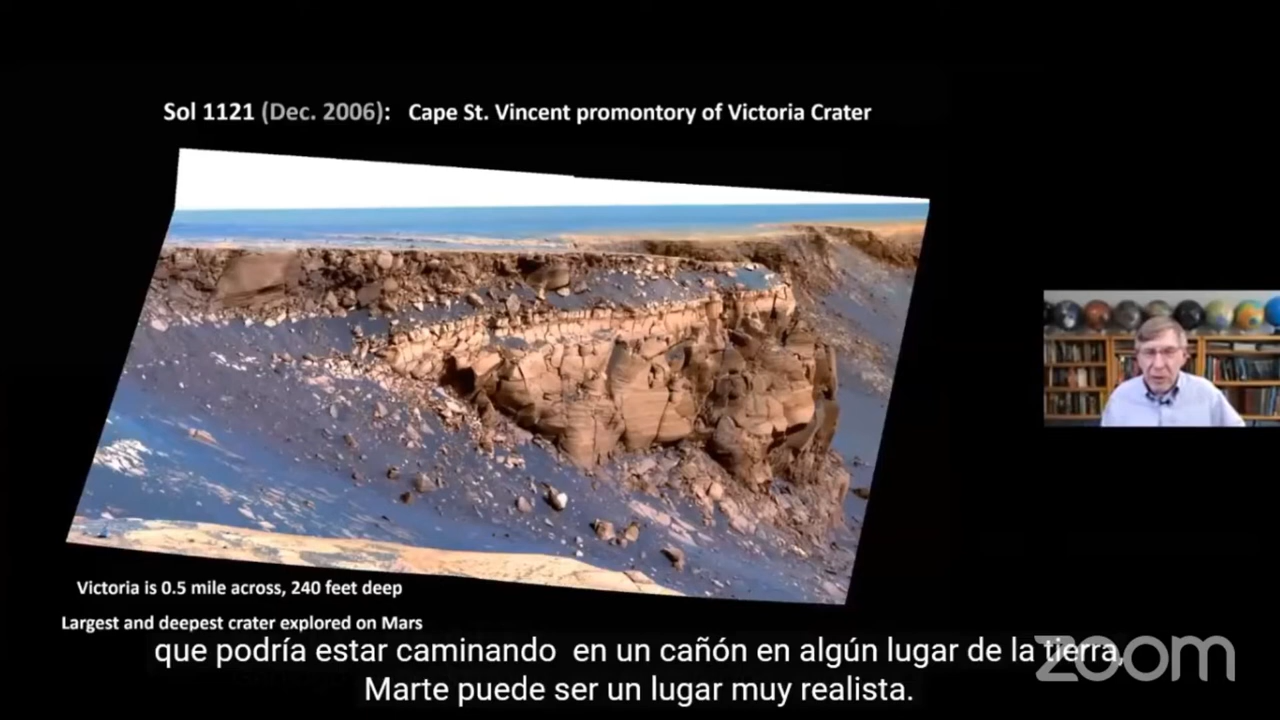 Sol 1121 (Dec. 2006): Cape St. Vincent promontory of Victoria Crater
Victoria is 0.5 mile across, 240 feet deep
Largest and deepest crater explored on Mars
que podría estar caminando en un cañón en algún lugar de la tierra,
Marte puede ser un lugar muy realista.
zoom